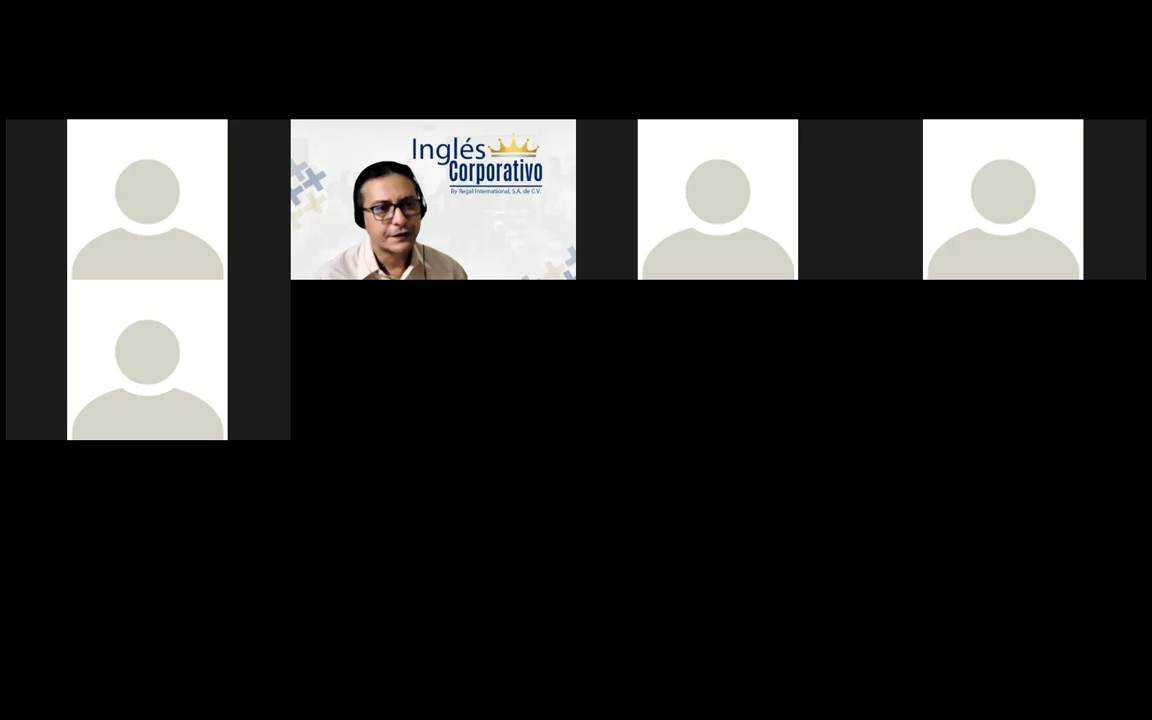 Inglés
Corporativo
By Regal International, S.A. de C.V.